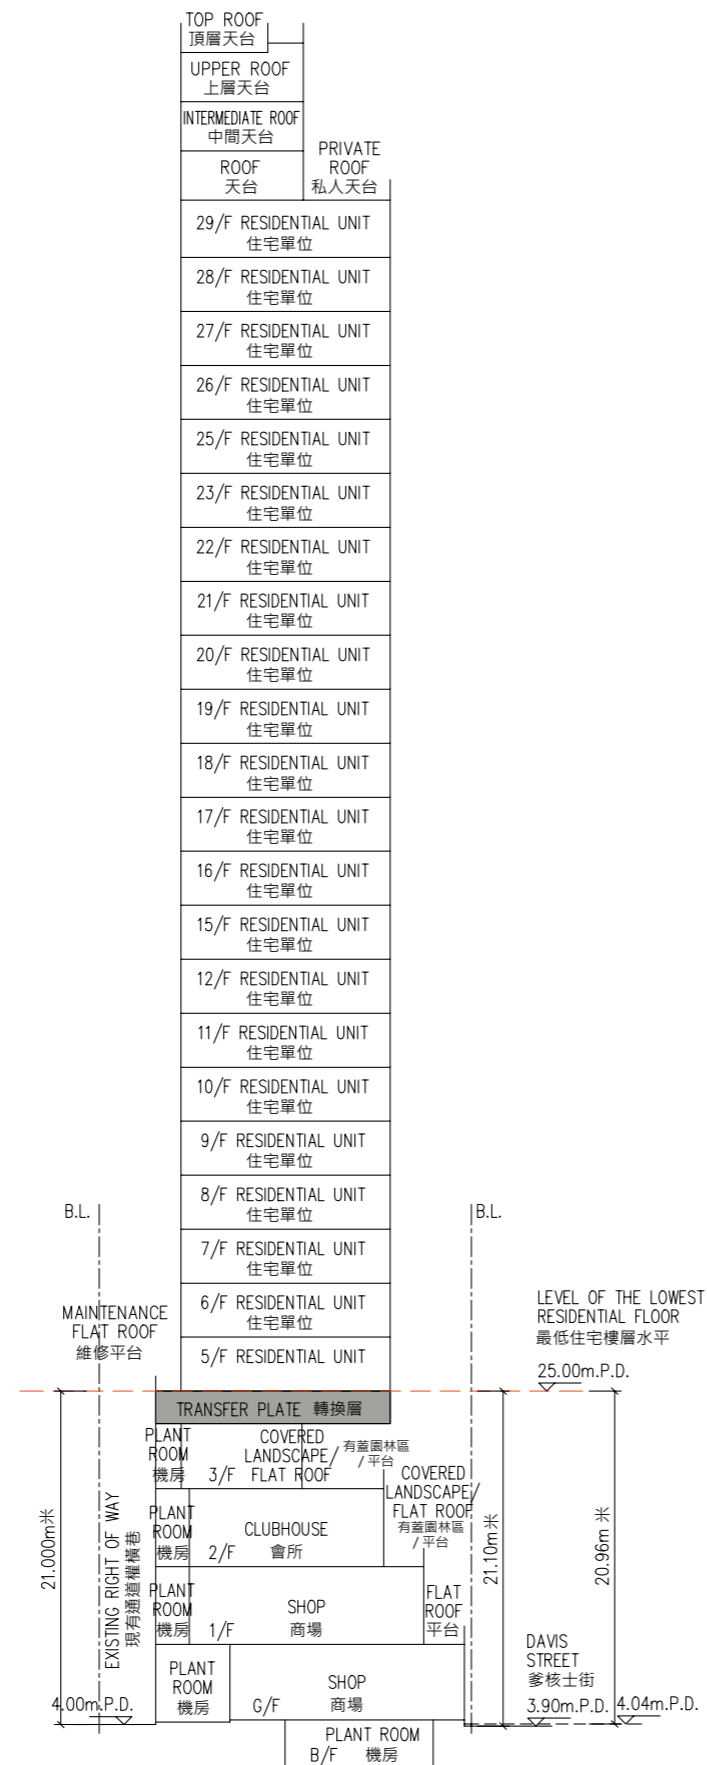 TOP ROOF
頂層天台
UPPER ROOF
上層天台
INTERMEDIATE ROOF
中間天台
PRIVATE
ROOF
私人天台
ROOF
天台
29/F RESIDENTIAL UNIT
住宅單位
28/F RESIDENTIAL UNIT
住宅單位
27/F RESIDENTIAL UNIT
住宅單位
26/F RESIDENTIAL UNIT
住宅單位
25/F RESIDENTIAL UNIT
住宅單位
23/F RESIDENTIAL UNIT
住宅單位
22/F RESIDENTIAL UNIT
住宅單位
21/F RESIDENTIAL UNIT
住宅單位
20/F RESIDENTIAL UNIT
住宅單位
19/F RESIDENTIAL UNIT
住宅單位
18/F RESIDENTIAL UNIT
住宅單位
17/F RESIDENTIAL UNIT
住宅單位
16/F RESIDENTIAL UNIT
住宅單位
15/F RESIDENTIAL UNIT
住宅單位
12/F RESIDENTIAL UNIT
住宅單位
11/F RESIDENTIAL UNIT
住宅單位
10/F RESIDENTIAL UNIT
住宅單位
9/F RESIDENTIAL UNIT
住宅單位
8/F RESIDENTIAL UNIT
住宅單位
B.L.
B.L.
7/F RESIDENTIAL UNIT
住宅單位
6/F RESIDENTIAL UNIT
住宅單位
MAINTENANCE
FLAT ROOF
維修平台
5/F RESIDENTIAL UNIT
LEVEL OF THE LOWEST
RESIDENTIAL FLOOR
最低住宅樓層水平
25.00m.P.D.
TRANSFER PLATE 轉換層
PLANT
ROOM
機房
3/F
COVERED
LANDSCAPE/
FLAT ROOF
有蓋園林區
/平台
COVERED
LANDSCAPE/
FLAT ROOF
有蓋園林區
/平台
PLANT
ROOM
機房
2/F
CLUBHOUSE
會所
PLANT
ROOM
機房
1/F
SHOP
商場
FLAT
ROOF
平台
21.000m米
EXISTING RIGHT OF WAY
現有通道權橫巷
21.10m米
20.96m 米
PLANT
ROOM
機房
G/F
SHOP
商場
DAVIS
STREET
爹核士街
4.00m.P.D.
3.90m.P.D.
4.04m.P.D.
PLANT ROOM
B/F 機房